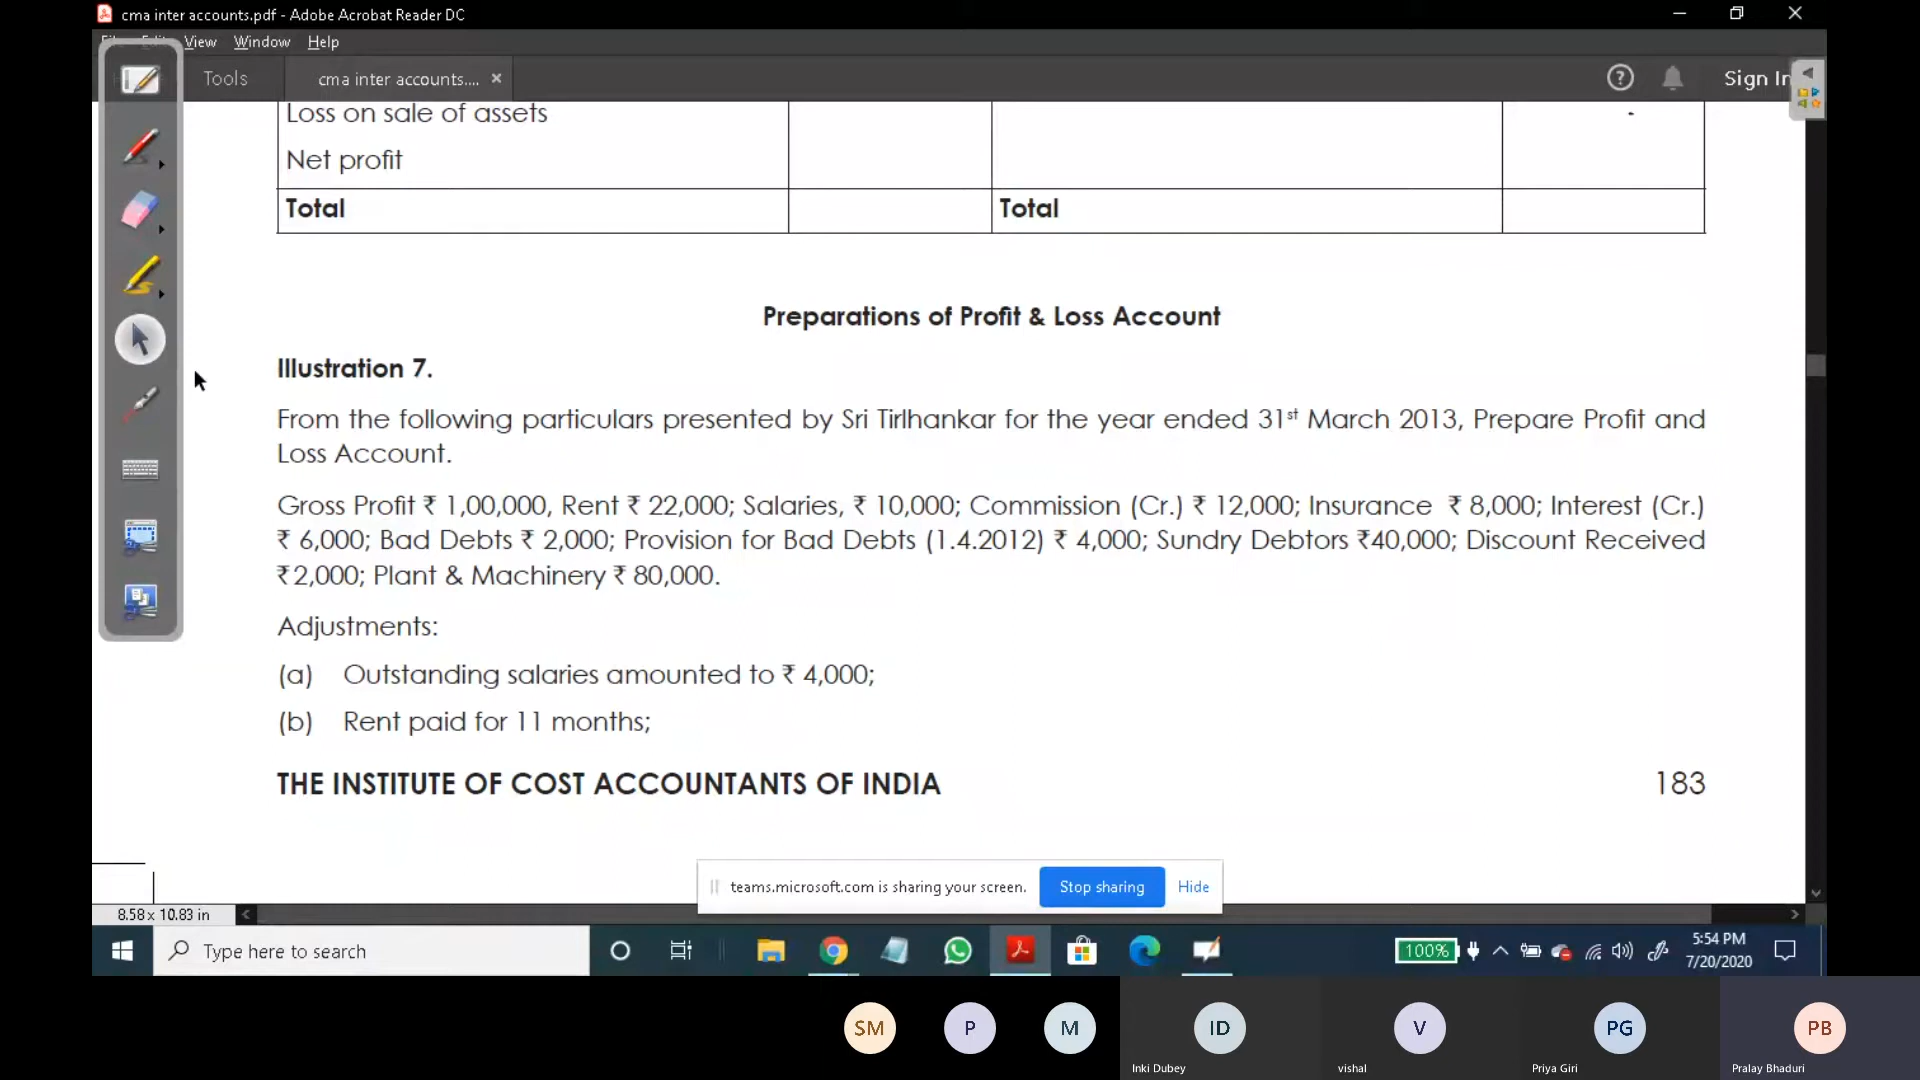 cma inter accounts.pdf - Adobe Acrobat Reader DC
View Window Help
Tools cma inter accounts.... × Sign In
Loss on sale of assets
Net profit
Total Total
Preparations of Profit & Loss Account
Illustration 7.
From the following particulars presented by Sri Tirlhankar for the year ended 31st March 2013, Prepare Profit and
Loss Account.
Gross Profit ₹ 1,00,000, Rent ₹ 22,000; Salaries, ₹ 10,000; Commission (Cr.) ₹ 12,000; Insurance ₹ 8,000; Interest (Cr.)
₹ 6,000; Bad Debts ₹ 2,000; Provision for Bad Debts (1.4.2012) ₹ 4,000; Sundry Debtors ₹40,000; Discount Received
₹2,000; Plant & Machinery ₹ 80,000.
Adjustments:
(a) Outstanding salaries amounted to ₹ 4,000;
(b) Rent paid for 11 months;
THE INSTITUTE OF COST ACCOUNTANTS OF INDIA 183
teams.microsoft.com is sharing your screen. Stop sharing Hide
8.58 x 10.83 in
Type here to search
100%
5:54 PM
7/20/2020
SM P M ID V PG PB
Inki Dubey vishal Priya Giri Pralay Bhaduri